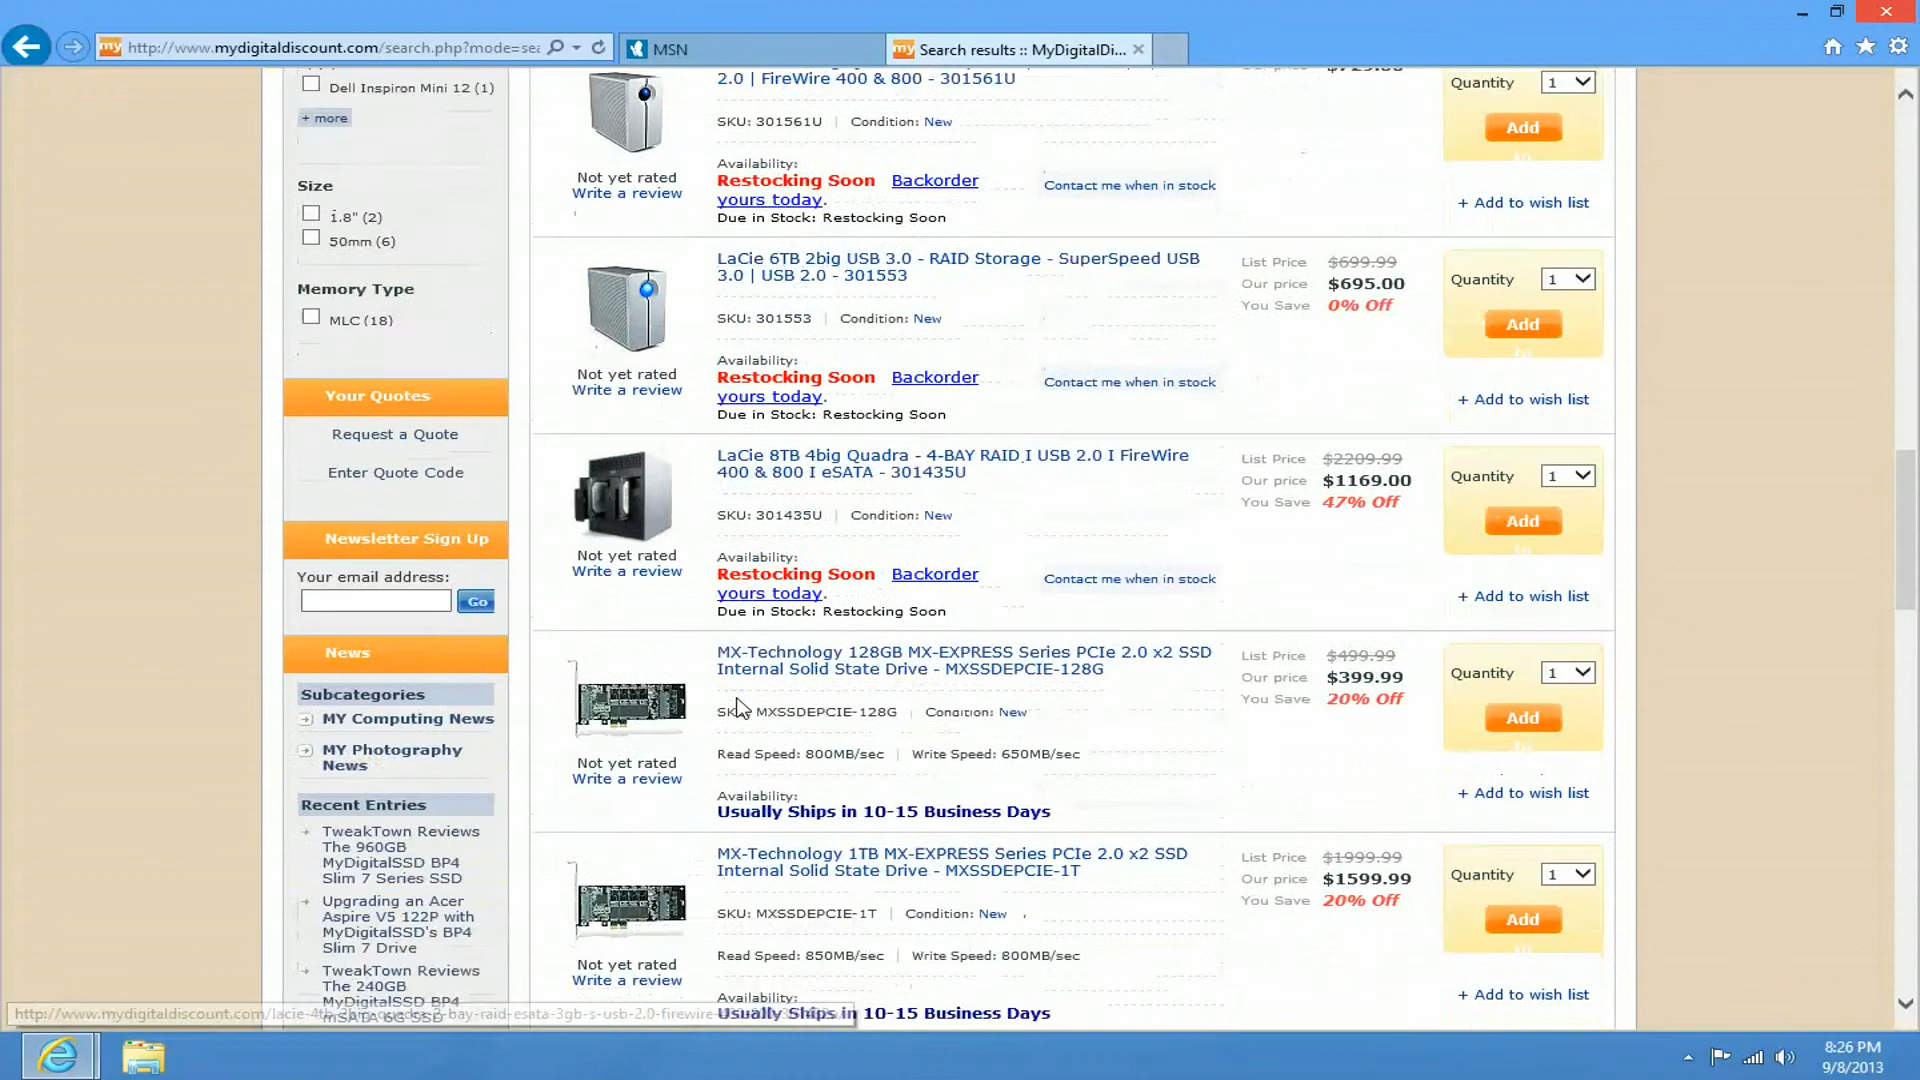 http://www.mydigitaldiscount.com/search.php?mode=sea
MSN
my Search results :: MyDigitalDi...
Dell Inspiron Mini 12 (1)
+ more
Size
1.8" (2)
50mm (6)
Memory Type
MLC (18)
Your Quotes
Request a Quote
Enter Quote Code
Newsletter Sign Up
Your email address:
Go
News
Subcategories
MY Computing News
MY Photography
News
Recent Entries
TweakTown Reviews
The 960GB
MyDigitalSSD BP4
Slim 7 Series SSD
Upgrading an Acer
Aspire V5 122P with
MyDigitalSSD's BP4
Slim 7 Drive
TweakTown Reviews
The 240GB
MyDigitalSSD BP4
mSATA 6G SSD
2.0 | FireWire 400 & 800 - 301561U
SKU: 301561U | Condition: New
Not yet rated
Write a review
Availability:
Restocking Soon Backorder
yours today.
Due in Stock: Restocking Soon
Contact me when in stock
Quantity 1
Add
+ Add to wish list
LaCie 6TB 2big USB 3.0 - RAID Storage - SuperSpeed USB
3.0 | USB 2.0 - 301553
SKU: 301553 | Condition: New
Not yet rated
Write a review
Availability:
Restocking Soon Backorder
yours today.
Due in Stock: Restocking Soon
Contact me when in stock
List Price $699.99
Our price $695.00
You Save 0% Off
Quantity 1
Add
+ Add to wish list
LaCie 8TB 4big Quadra - 4-BAY RAID I USB 2.0 I FireWire
400 & 800 I eSATA - 301435U
SKU: 301435U | Condition: New
Not yet rated
Write a review
Availability:
Restocking Soon Backorder
yours today.
Due in Stock: Restocking Soon
Contact me when in stock
List Price $2209.99
Our price $1169.00
You Save 47% Off
Quantity 1
Add
+ Add to wish list
MX-Technology 128GB MX-EXPRESS Series PCIe 2.0 x2 SSD
Internal Solid State Drive - MXSSDEPCIE-128G
MXSSDEPCIE-128G | Condition: New
Read Speed: 800MB/sec | Write Speed: 650MB/sec
Not yet rated
Write a review
Availability:
Usually Ships in 10-15 Business Days
List Price $499.99
Our price $399.99
You Save 20% Off
Quantity 1
Add
+ Add to wish list
MX-Technology 1TB MX-EXPRESS Series PCIe 2.0 x2 SSD
Internal Solid State Drive - MXSSDEPCIE-1T
SKU: MXSSDEPCIE-1T | Condition: New
Read Speed: 850MB/sec | Write Speed: 800MB/sec
Not yet rated
Write a review
Availability:
Usually Ships in 10-15 Business Days
List Price $1999.99
Our price $1599.99
You Save 20% Off
Quantity 1
Add
+ Add to wish list
8:26 PM
9/8/2013